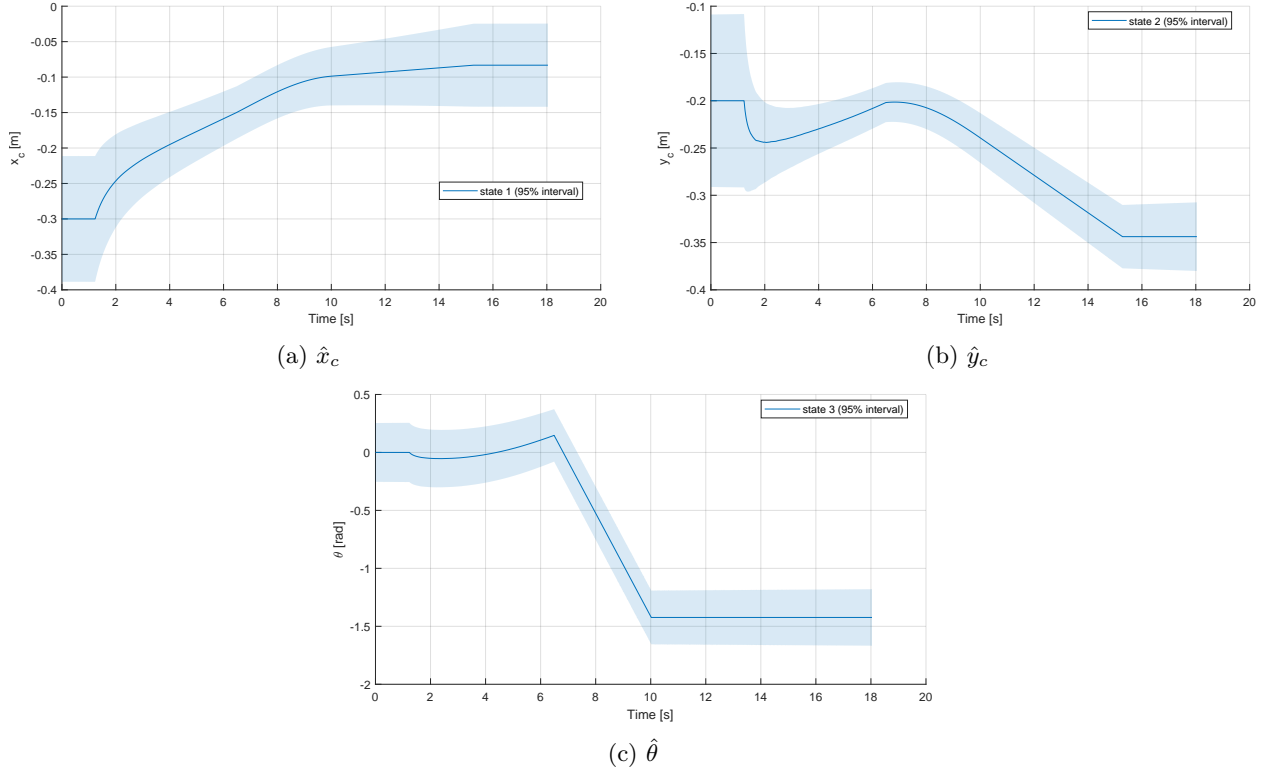 0
-0.05
-0.1
-0.15
-0.2
-0.25
-0.3
-0.35
-0.4
x_c [m]
state 1 (95% interval)
0 2 4 6 8 10 12 14 16 18 20
Time [s]
(a) x̂_c
-0.1
-0.15
-0.2
-0.25
-0.3
-0.35
-0.4
y_c [m]
state 2 (95% interval)
0 2 4 6 8 10 12 14 16 18 20
Time [s]
(b) ŷ_c
0.5
0
-0.5
-1
-1.5
-2
θ [rad]
state 3 (95% interval)
0 2 4 6 8 10 12 14 16 18 20
Time [s]
(c) θ̂